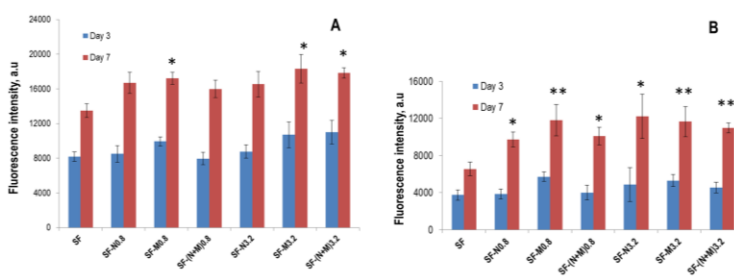 A
Fluorescence intensity, a.u
24000
20000
16000
12000
8000
4000
0
Day 3
Day 7
*
*
*
SF
SF-N0.8
SF-M0.8
SF-(N+M)0.8
SF-N3.2
SF-M3.2
SF-(N+M)3.2
B
Fluorescence intensity, a.u
16000
12000
8000
4000
0
Day 3
Day 7
*
**
*
*
**
**
SF
SF-N0.8
SF-M0.8
SF-(N+M)0.8
SF-N3.2
SF-M3.2
SF-(N+M)3.2